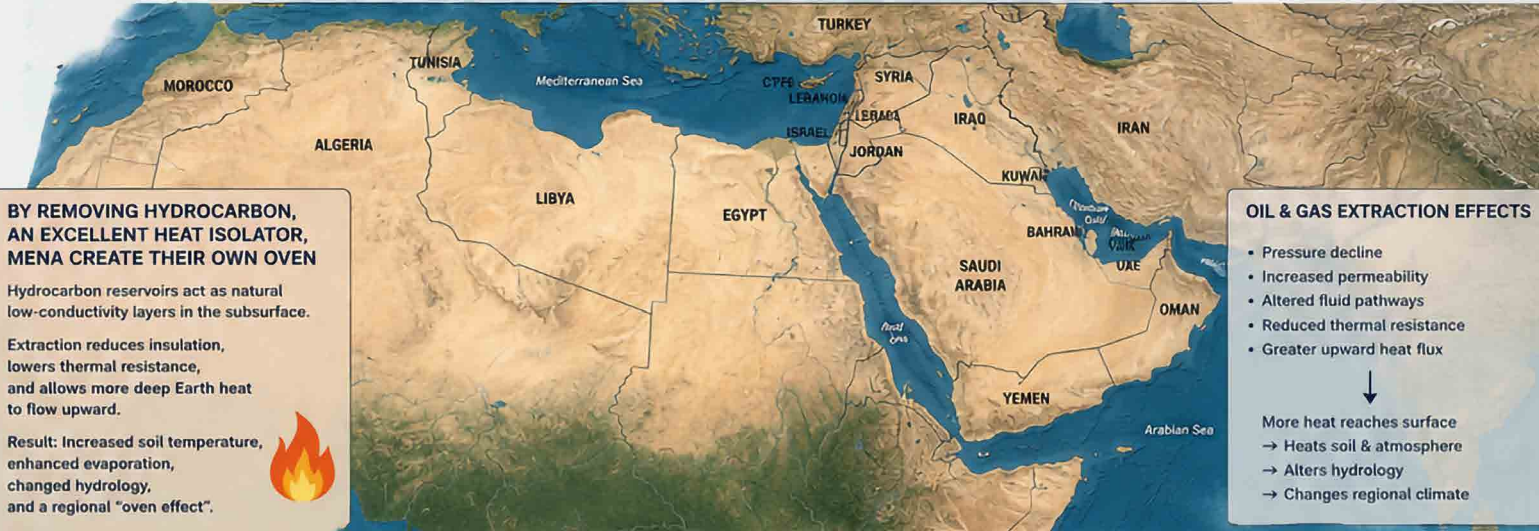 TURKEY
TUNISIA
MOROCCO
Mediterranean Sea
SYRIA
LEBANON
IRAQ
IRAN
ISRAEL
JORDAN
ALGERIA
KUWAI
LIBYA
EGYPT
BAHRAIN
UAE
SAUDI
ARABIA
OMAN
YEMEN
Arabian Sea
BY REMOVING HYDROCARBON,
AN EXCELLENT HEAT ISOLATOR,
MENA CREATE THEIR OWN OVEN
Hydrocarbon reservoirs act as natural
low-conductivity layers in the subsurface.
Extraction reduces insulation,
lowers thermal resistance,
and allows more deep Earth heat
to flow upward.
Result: Increased soil temperature,
enhanced evaporation,
changed hydrology,
and a regional "oven effect".
OIL & GAS EXTRACTION EFFECTS
• Pressure decline
• Increased permeability
• Altered fluid pathways
• Reduced thermal resistance
• Greater upward heat flux
↓
More heat reaches surface
→ Heats soil & atmosphere
→ Alters hydrology
→ Changes regional climate